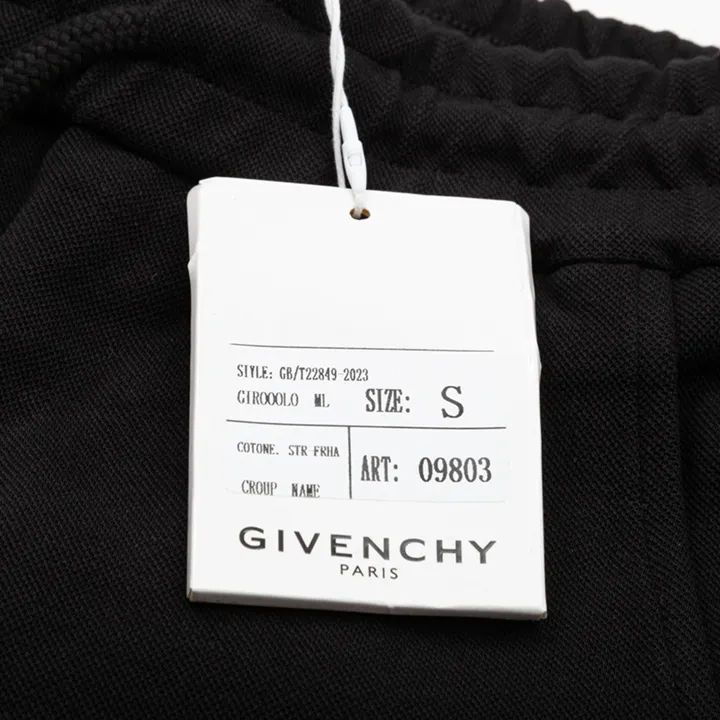 STYLE: GB/T22849-2023
GIROOOLO ML SIZE: S
COTONE. STR-FRHA
CROUP NAME
ART: 09803
GIVENCHY
PARIS